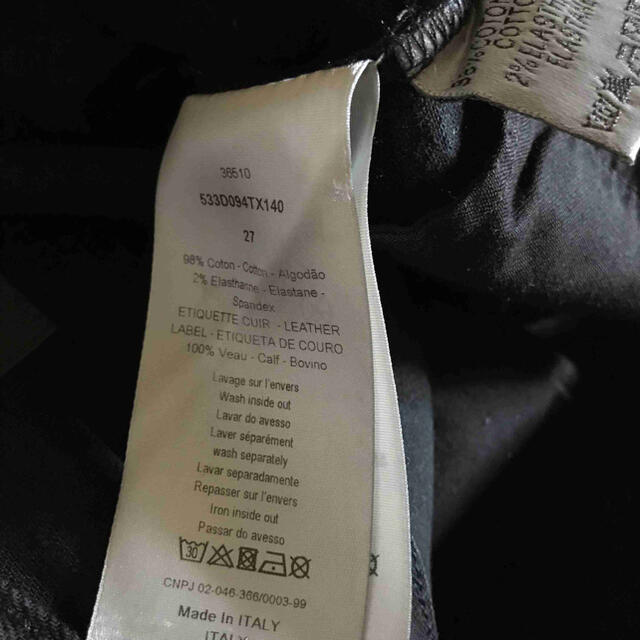 36510
533D094TX140
27
98% Coton - Cotton - Algodão
2% Elasthanne - Elastane -
Spandex
ETIQUETTE CUIR - LEATHER
LABEL - ETIQUETA DE COURO
100% Veau - Calf - Bovino
Lavage sur l'envers
Wash inside out
Lavar do avesso
Laver séparément
wash separately
Lavar separadamente
Repasser sur l'envers
Iron inside out
Passar do avesso
30
CNPJ 02-046-366/0003-99
Made In ITALY
ITALY